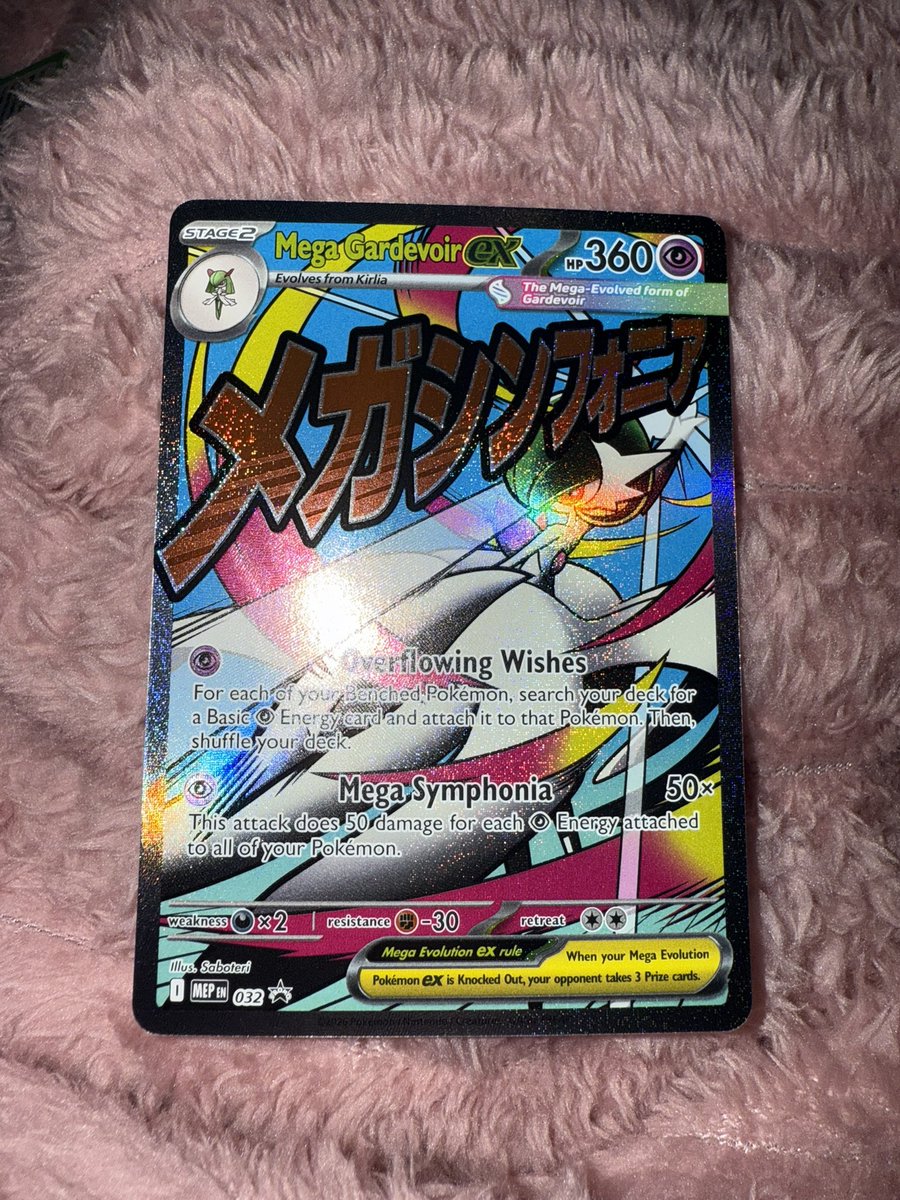 STAGE2
Mega Gardevoir ex
HP 360
Evolves from Kirlia
The Mega-Evolved form of
Gardevoir
メガシンフォニア
Overflowing Wishes
For each of your Benched Pokémon, search your deck for
a Basic Energy card and attach it to that Pokémon. Then,
shuffle your deck.
Mega Symphonia 50×
This attack does 50 damage for each Energy attached
to all of your Pokémon.
weakness ×2 resistance -30 retreat
Mega Evolution ex rule
When your Mega Evolution
Pokémon ex is Knocked Out, your opponent takes 3 Prize cards.
Illus. Saboteri
I MEP EN 032